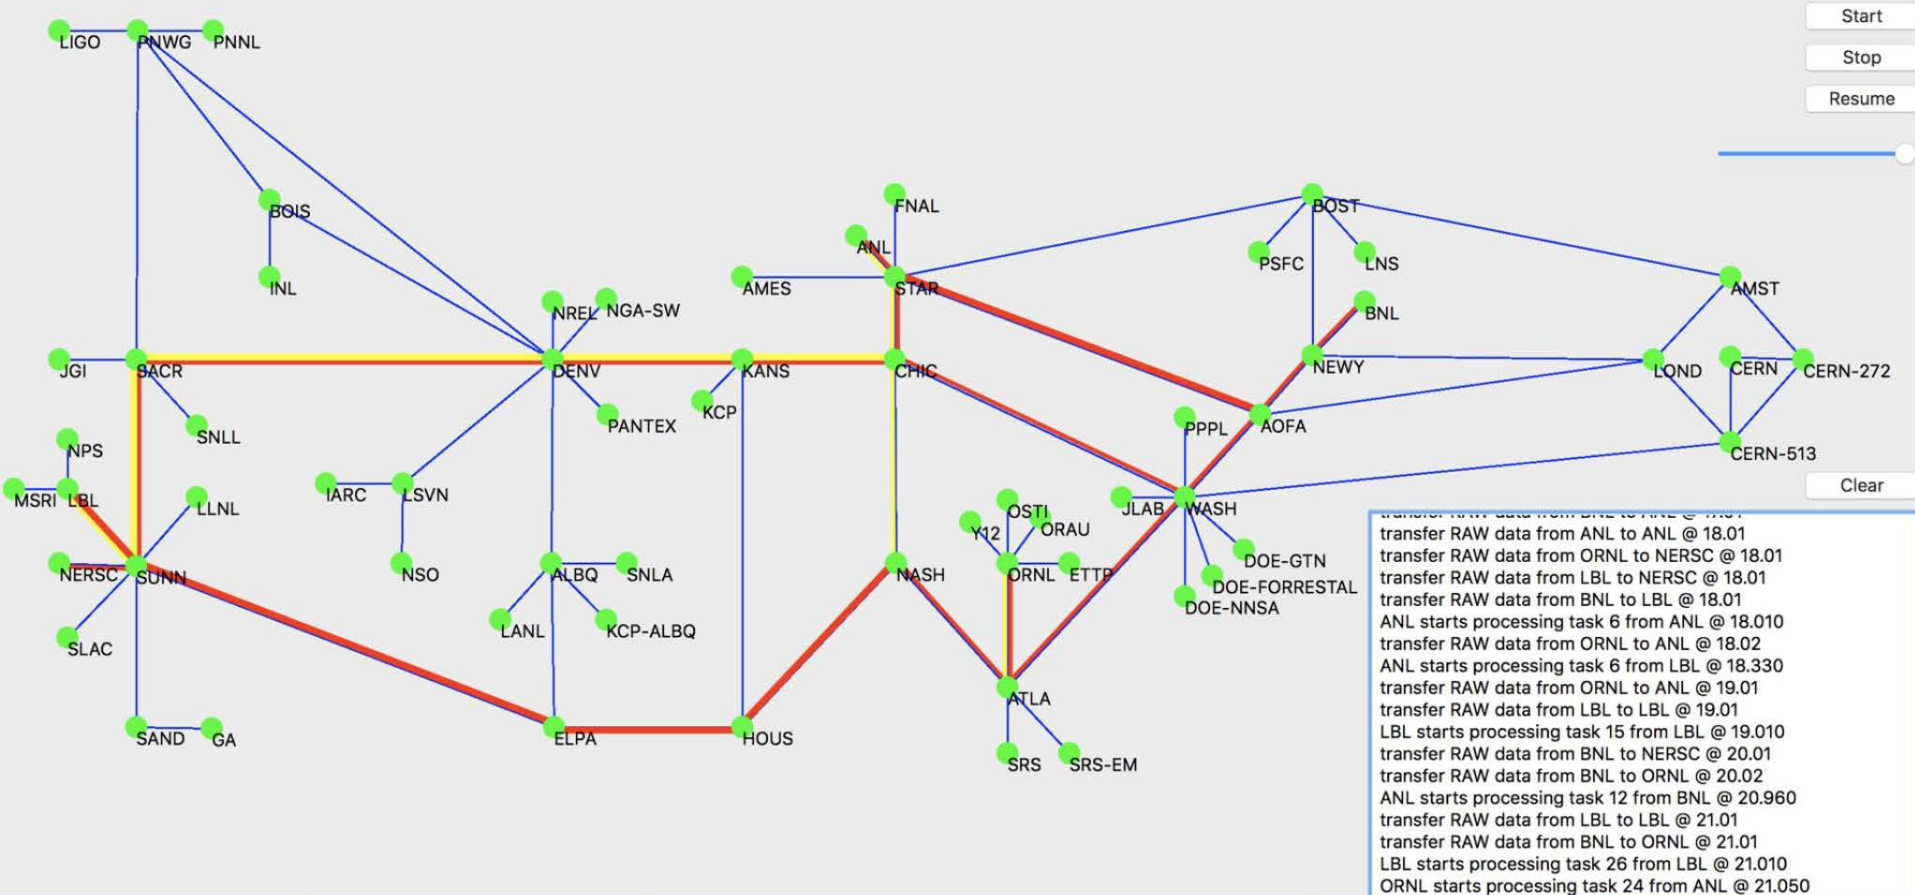 Start
LIGO PNWG PNNL
Stop
Resume
FNAL
BOIS BOST
ANL
PSFC LNS
INL AMES STAR AMST
NREL NGA-SW BNL
JGI SACR DENV KANS CHIC NEWY LOND CERN CERN-272
KCP
SNLL PANTEX PPPL AOFA
NPS CERN-513
Clear
MSRI LBL IARC LSVN
LLNL OSTI JLAB WASH
Y12 ORAU
DOE-GTN
NERSC SUNN NSO ALBQ SNLA NASH ORNL ETTP
DOE-FORRESTAL
DOE-NNSA
LANL KCP-ALBQ
SLAC
ATLA
SAND GA ELPA HOUS
SRS SRS-EM
transfer RAW data from BNL to ANL @ 17.01
transfer RAW data from ANL to ANL @ 18.01
transfer RAW data from ORNL to NERSC @ 18.01
transfer RAW data from LBL to NERSC @ 18.01
transfer RAW data from BNL to LBL @ 18.01
ANL starts processing task 6 from ANL @ 18.010
transfer RAW data from ORNL to ANL @ 18.02
ANL starts processing task 6 from LBL @ 18.330
transfer RAW data from ORNL to ANL @ 19.01
transfer RAW data from LBL to LBL @ 19.01
LBL starts processing task 15 from LBL @ 19.010
transfer RAW data from BNL to NERSC @ 20.01
transfer RAW data from BNL to ORNL @ 20.02
ANL starts processing task 12 from BNL @ 20.960
transfer RAW data from LBL to LBL @ 21.01
transfer RAW data from BNL to ORNL @ 21.01
LBL starts processing task 26 from LBL @ 21.010
ORNL starts processing task 24 from ANL @ 21.050